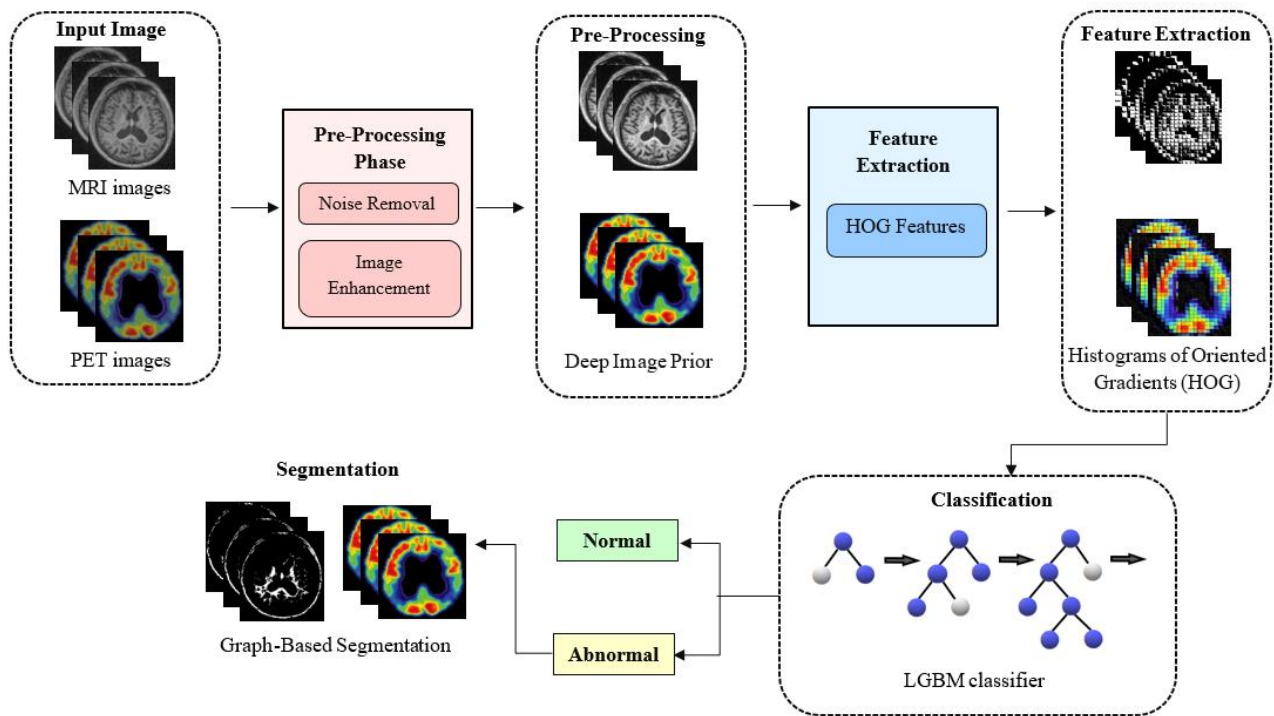 Input Image
MRI images
PET images
Pre-Processing
Phase
Noise Removal
Image
Enhancement
Pre-Processing
Deep Image Prior
Feature
Extraction
HOG Features
Feature Extraction
Histograms of Oriented
Gradients (HOG)
Classification
LGBM classifier
Normal
Abnormal
Segmentation
Graph-Based Segmentation